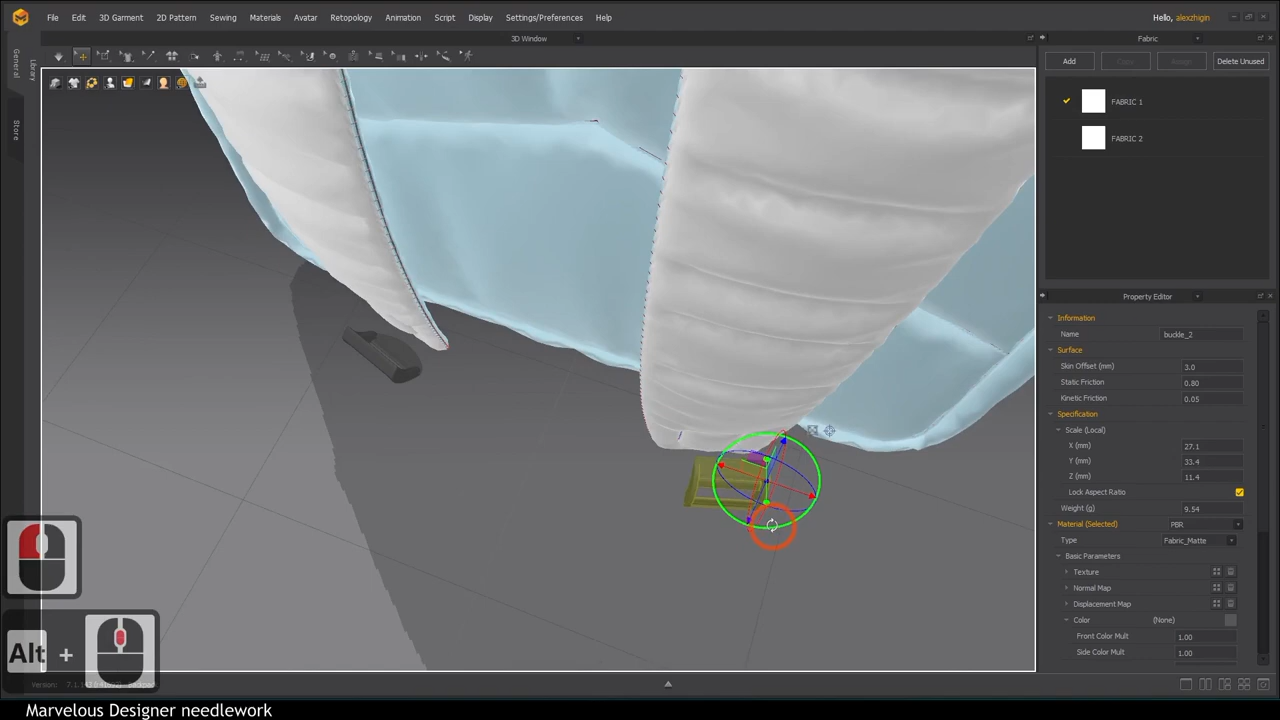 File Edit 3D Garment 2D Pattern Sewing Materials Avatar Retopology Animation Script Display Settings/Preferences Help
Hello, alexzhigin
3D Window
Fabric
General
Library
Store
Add
Delete Unused
FABRIC 1
FABRIC 2
Property Editor
Information
Name buckle_2
Surface
Skin Offset (mm) 3.0
Static Friction 0.80
Kinetic Friction 0.05
Specification
Scale (Local)
X (mm) 27.1
Y (mm) 33.4
Z (mm) 11.4
Lock Aspect Ratio
Weight (g) 9.54
Material (Selected) PBR
Type Fabric_Matte
Basic Parameters
Texture
Normal Map
Displacement Map
Color (None)
Front Color Mult 1.00
Side Color Mult 1.00
Alt +
Version:
Marvelous Designer needlework